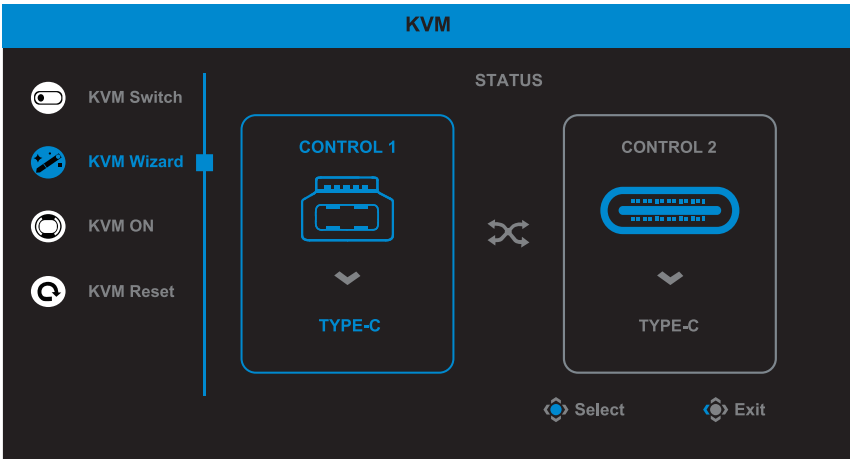 KVM
KVM Switch
KVM Wizard
KVM ON
KVM Reset
STATUS
CONTROL 1
TYPE-C
CONTROL 2
TYPE-C
Select
Exit